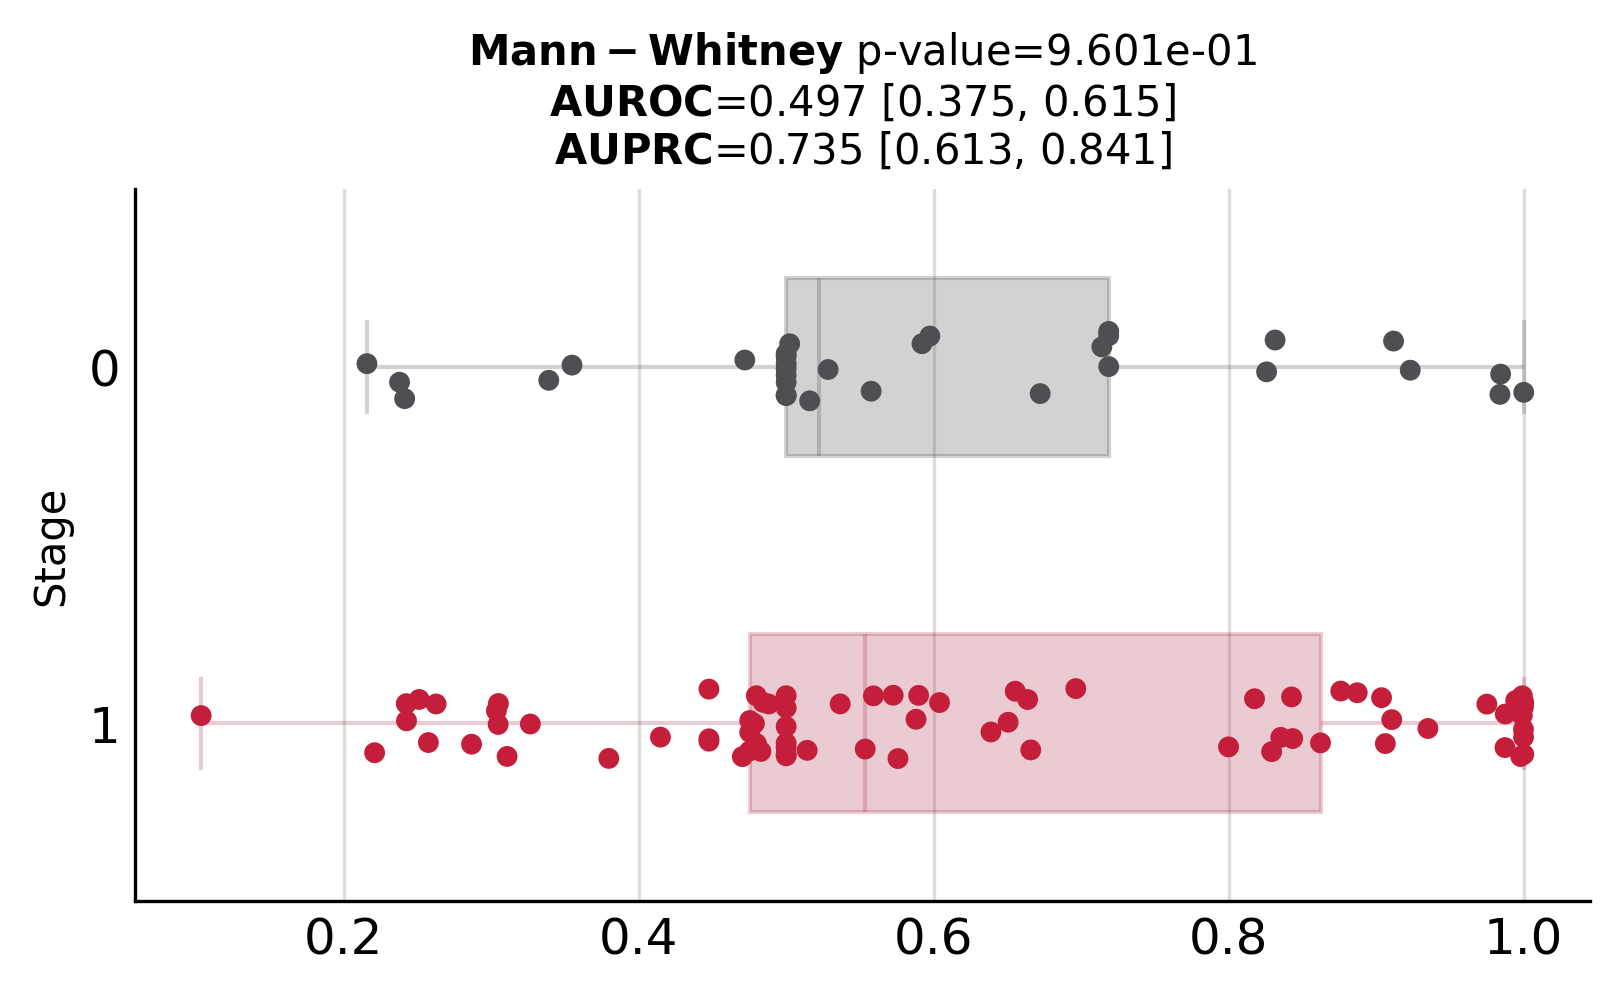 Mann−Whitney p-value=9.601e-01
AUROC=0.497 [0.375, 0.615]
AUPRC=0.735 [0.613, 0.841]
0
Stage
1
0.2 0.4 0.6 0.8 1.0